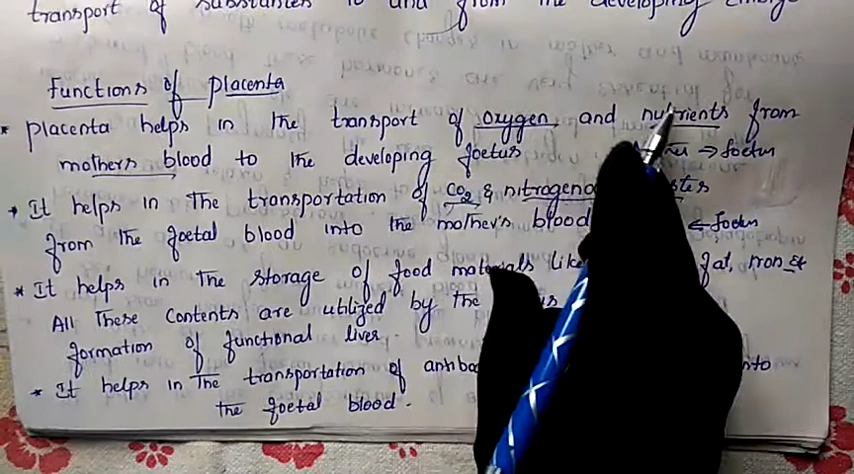 transport of substances to and from the developing embryo
Functions of placenta
* placenta helps in the transport of oxygen and nutrients from
mothers blood to the developing foetus → foetus
* It helps in the transportation of CO2 & nitrogeno
from the foetal blood into the mother's blood ← foetus
* It helps in the storage of food materials like fat, iron &
All these contents are utilized by the
formation of functional liver.
* It helps in the transportation of into
the foetal blood.